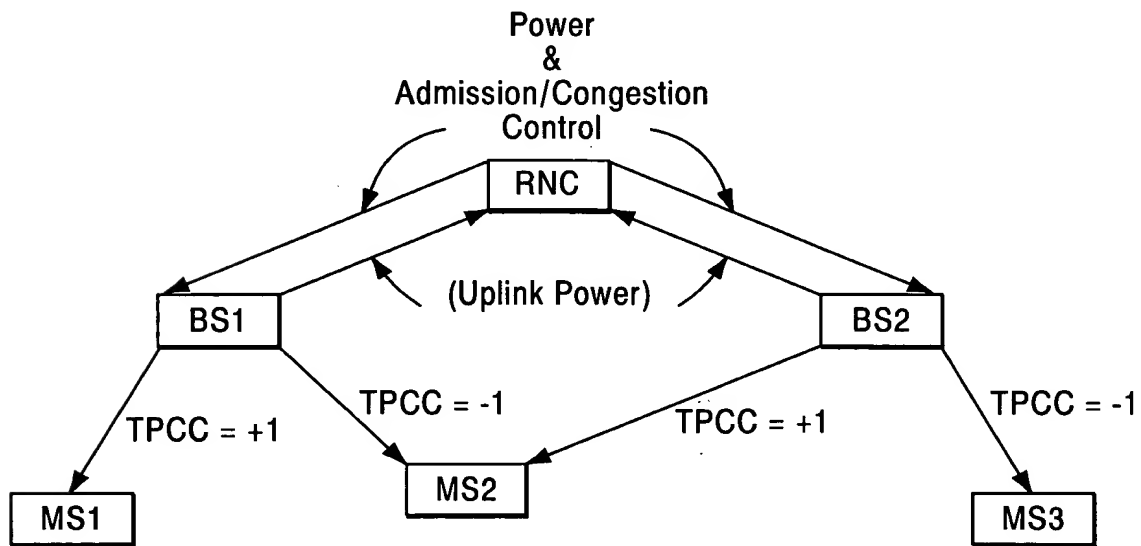 Power
&
Admission/Congestion
Control
RNC
(Uplink Power)
BS1
BS2
TPCC = +1
TPCC = -1
TPCC = +1
TPCC = -1
MS1
MS2
MS3